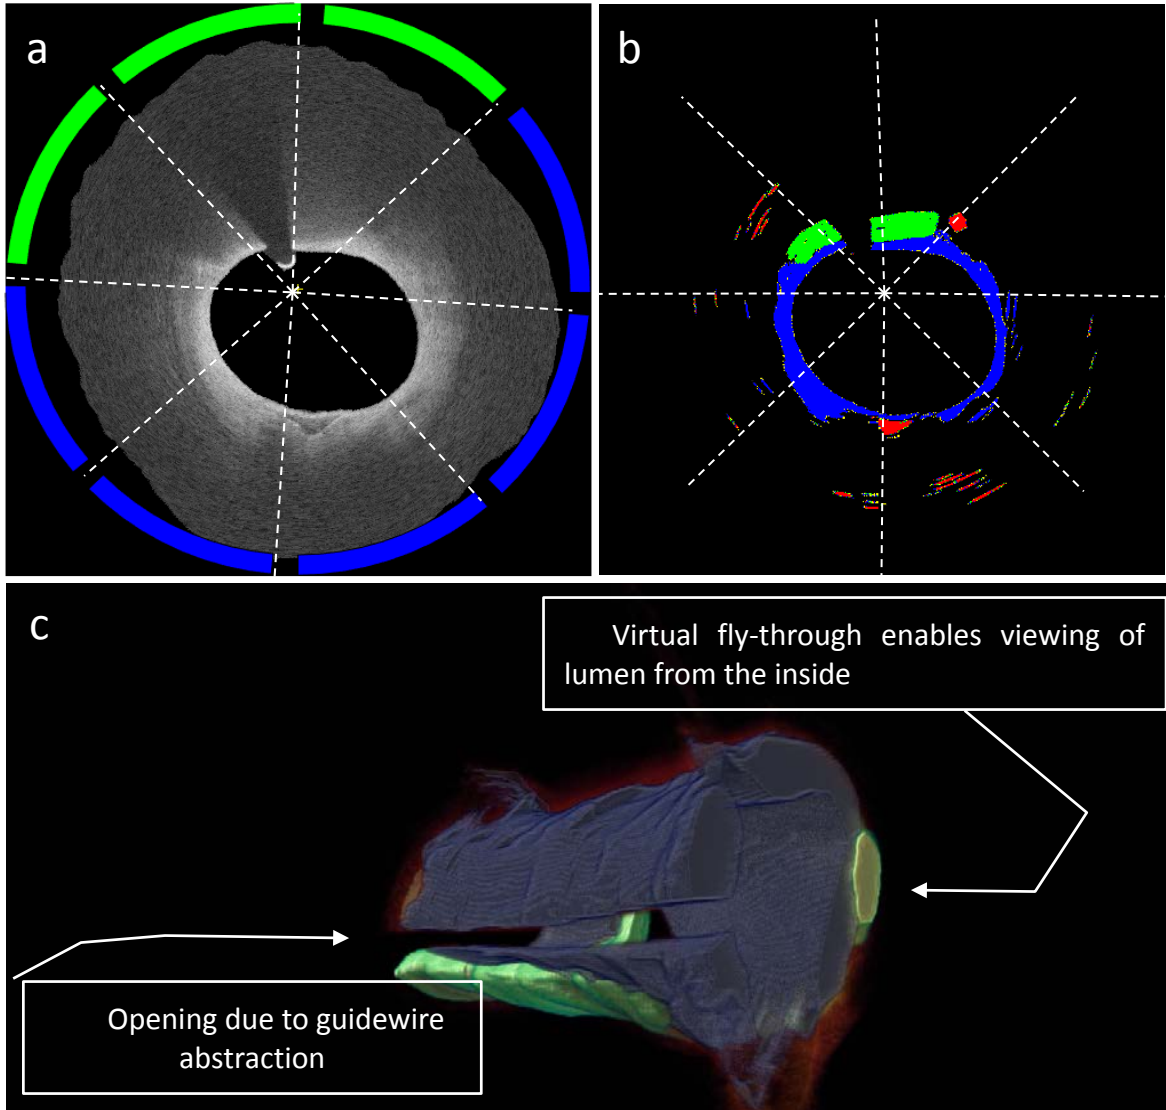 a
b
c
Virtual fly-through enables viewing of
lumen from the inside
Opening due to guidewire
abstraction